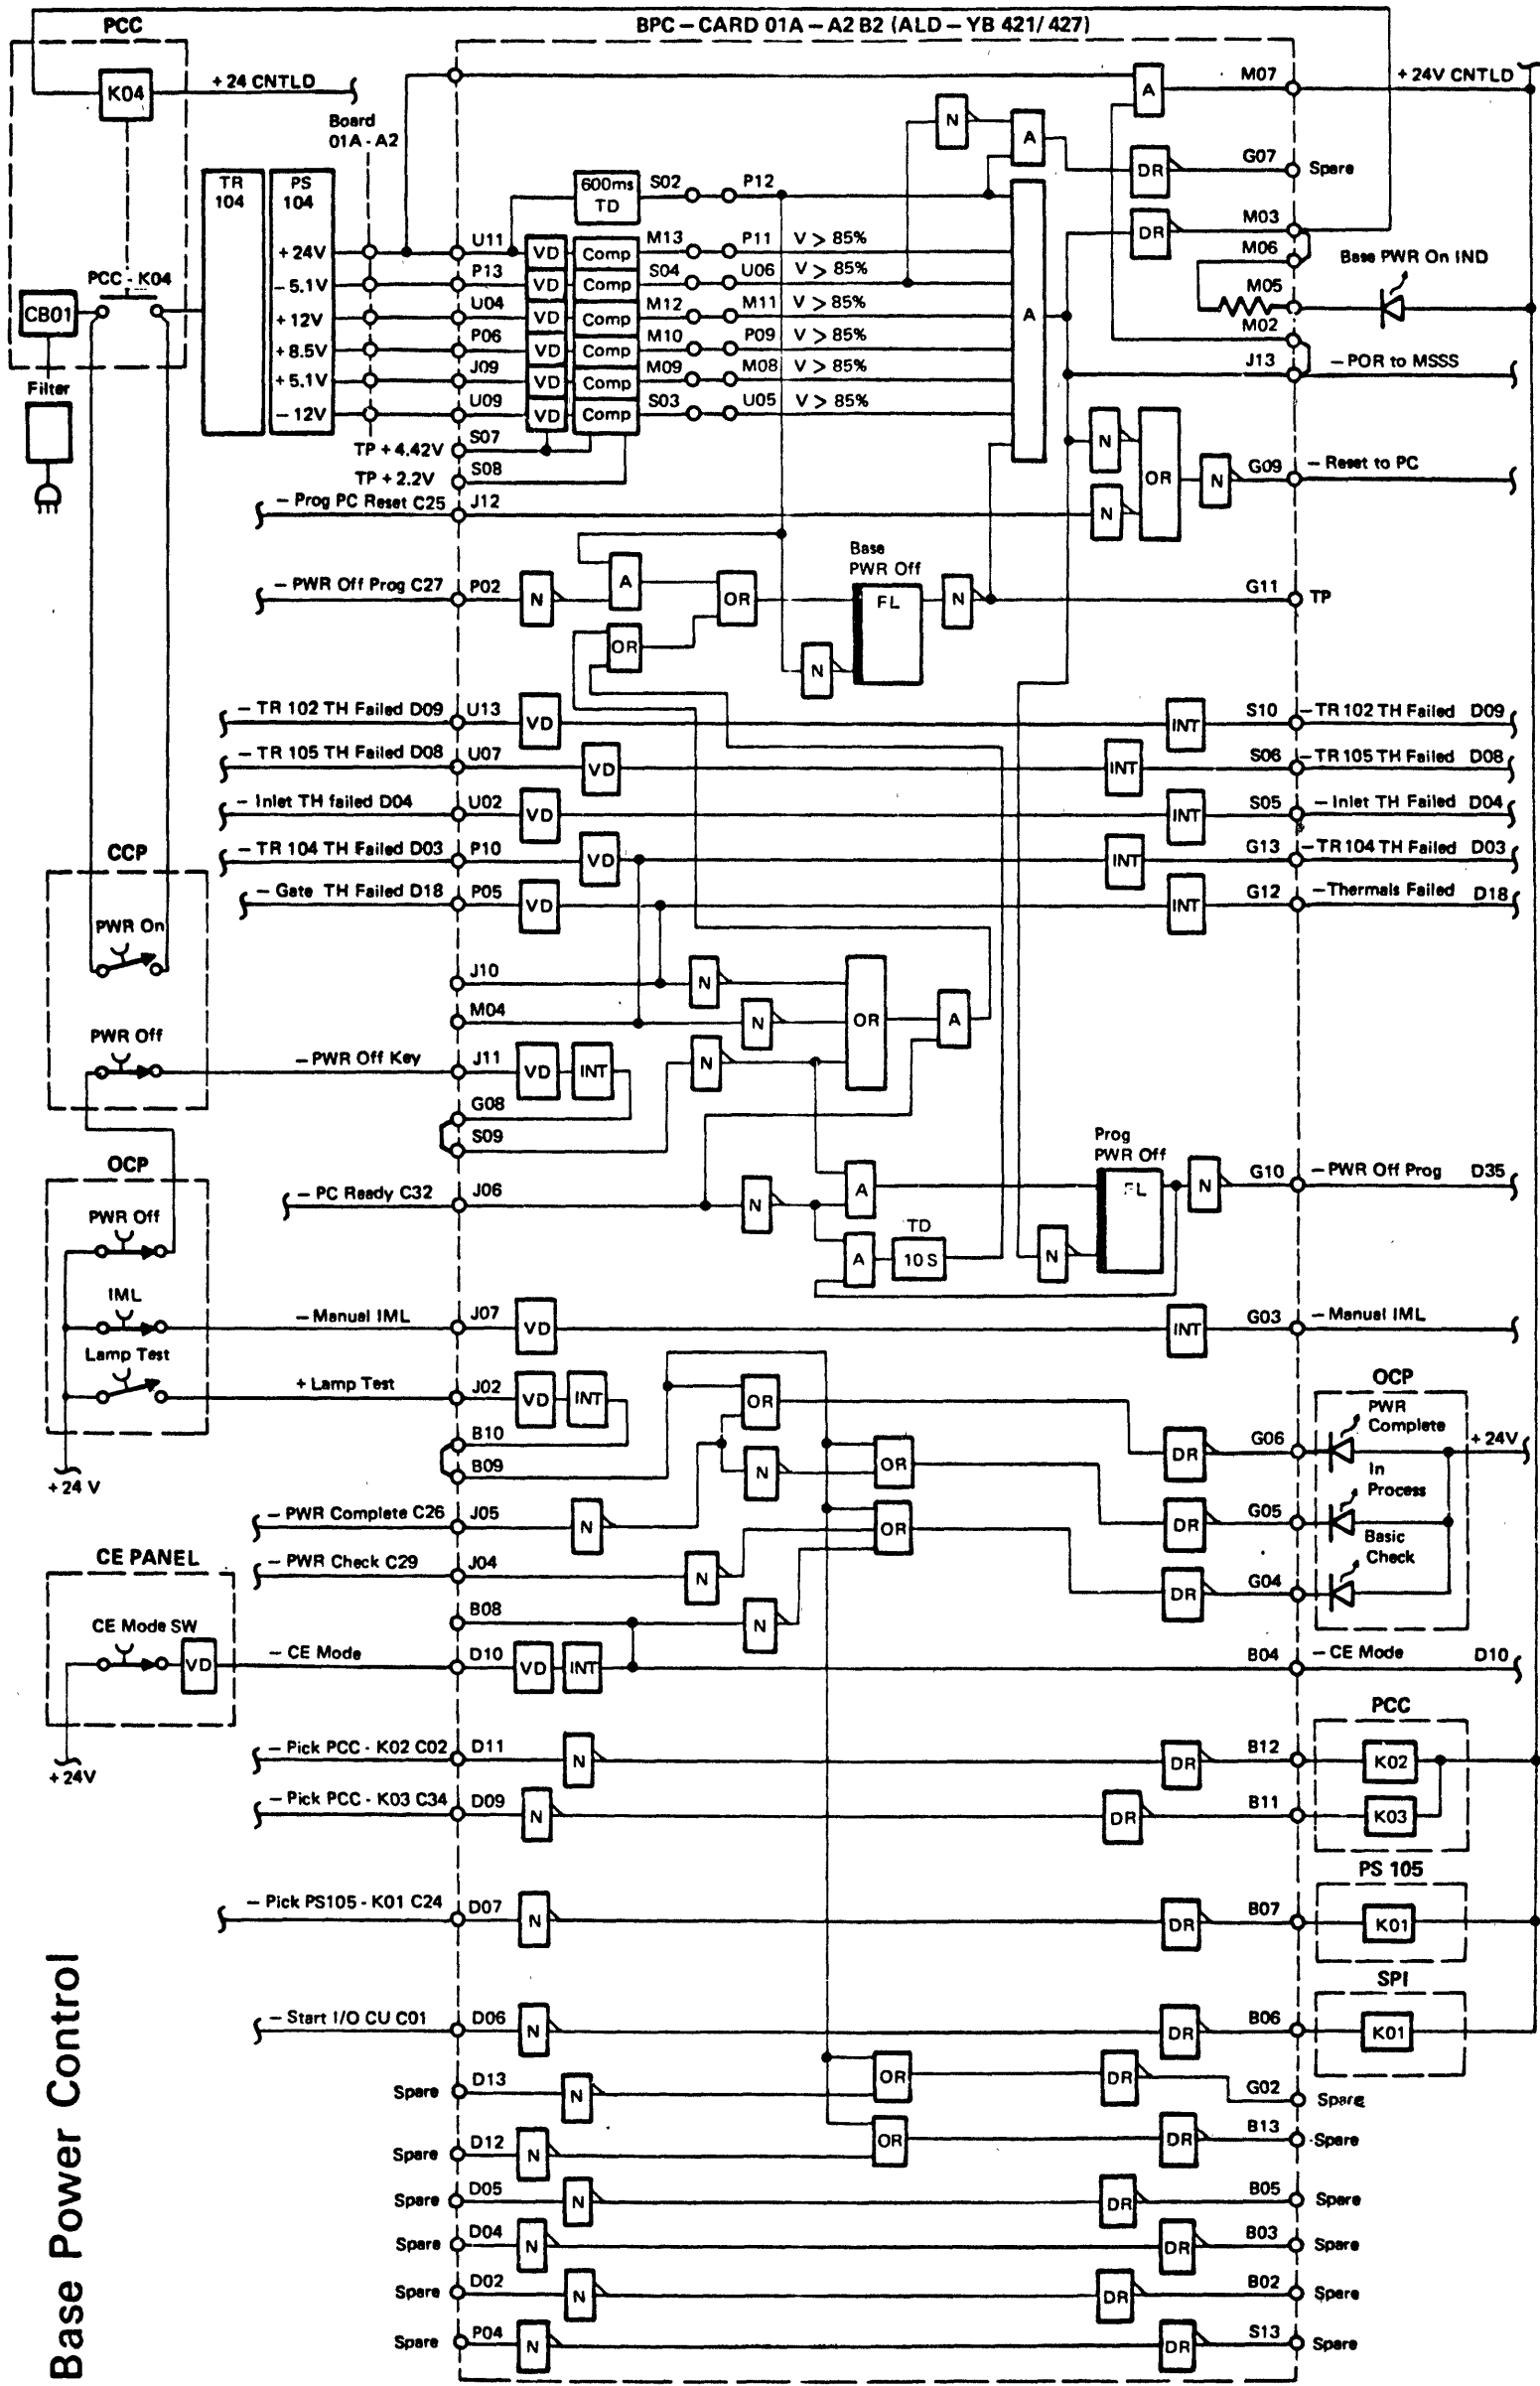 PCC
BPC – CARD 01A – A2 B2 (ALD – YB 421/427)
K04
+ 24 CNTLD
A
M07
+ 24V CNTLD
Board
01A - A2
N
A
DR
G07
Spare
TR
104
PS
104
600ms
TD
S02
P12
DR
M03
M06
Base PWR On IND
+ 24V
U11
VD
Comp
M13
P11
V > 85%
PCC - K04
– 5.1V
P13
VD
Comp
S04
U06
V > 85%
M05
CB01
+ 12V
U04
VD
Comp
M12
M11
V > 85%
A
M02
+ 8.5V
P06
VD
Comp
M10
P09
V > 85%
J13
– POR to MSSS
Filter
+ 5.1V
J09
VD
Comp
M09
M08
V > 85%
– 12V
U09
VD
Comp
S03
U05
V > 85%
TP + 4.42V
S07
N
TP + 2.2V
S08
OR
N
G09
– Reset to PC
– Prog PC Reset C25
J12
N
Base
PWR Off
– PWR Off Prog C27
P02
N
A
OR
FL
N
G11
TP
OR
N
– TR 102 TH Failed D09
U13
VD
INT
S10
– TR 102 TH Failed D09
– TR 105 TH Failed D08
U07
VD
INT
S06
– TR 105 TH Failed D08
– Inlet TH failed D04
U02
VD
INT
S05
– Inlet TH Failed D04
CCP
– TR 104 TH Failed D03
P10
VD
INT
G13
– TR 104 TH Failed D03
– Gate TH Failed D18
P05
VD
INT
G12
– Thermals Failed D18
PWR On
J10
N
M04
N
OR
A
PWR Off
– PWR Off Key
J11
VD
INT
N
G08
S09
Prog
PWR Off
OCP
– PC Ready C32
J06
N
A
FL
N
G10
– PWR Off Prog D35
PWR Off
TD
A
10 S
N
IML
– Manual IML
J07
VD
INT
G03
– Manual IML
Lamp Test
+ Lamp Test
J02
VD
INT
OR
OCP
PWR
Complete
B10
OR
DR
G06
+ 24V
B09
N
+ 24 V
In
Process
– PWR Complete C26
J05
N
OR
DR
G05
CE PANEL
– PWR Check C29
J04
N
Basic
Check
DR
G04
CE Mode SW
B08
N
VD
– CE Mode
D10
VD
INT
B04
– CE Mode D10
+ 24V
PCC
– Pick PCC - K02 C02
D11
N
DR
B12
K02
– Pick PCC - K03 C34
D09
N
DR
B11
K03
PS 105
– Pick PS105 - K01 C24
D07
N
DR
B07
K01
SPI
– Start I/O CU C01
D06
N
DR
B06
K01
Spare
D13
N
OR
DR
G02
Spare
Spare
D12
N
OR
DR
B13
Spare
Spare
D05
N
DR
B05
Spare
Spare
D04
N
DR
B03
Spare
Spare
D02
N
DR
B02
Spare
Spare
P04
N
DR
S13
Spare
Base Power Control